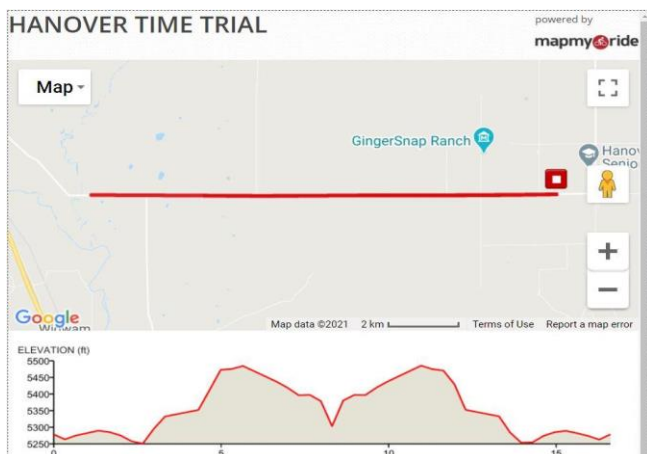 HANOVER TIME TRIAL
powered by
mapmyride
Map
GingerSnap Ranch
Hanov
Senio
+
−
Google
Widwam
Map data ©2021 2 km Terms of Use Report a map error
ELEVATION (ft)
5500
5450
5400
5350
5300
5250
0 5 10 15